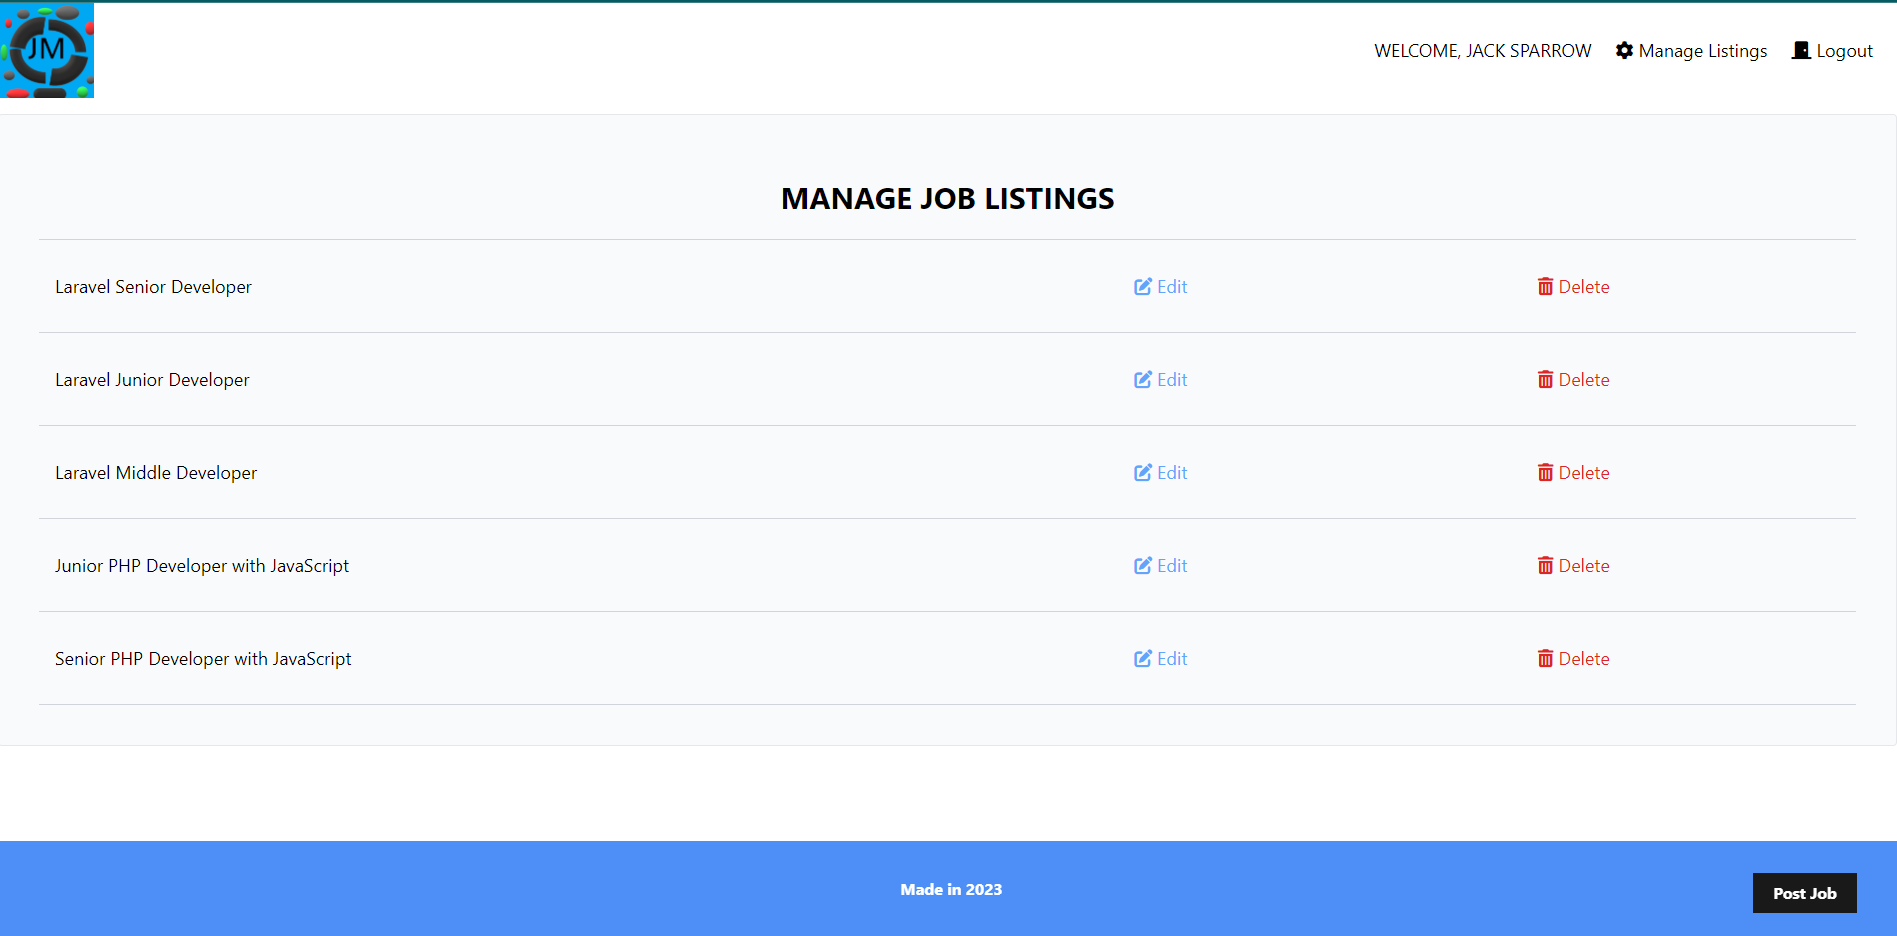 JM
WELCOME, JACK SPARROW Manage Listings Logout
MANAGE JOB LISTINGS
Laravel Senior Developer Edit Delete
Laravel Junior Developer Edit Delete
Laravel Middle Developer Edit Delete
Junior PHP Developer with JavaScript Edit Delete
Senior PHP Developer with JavaScript Edit Delete
Made in 2023 Post Job